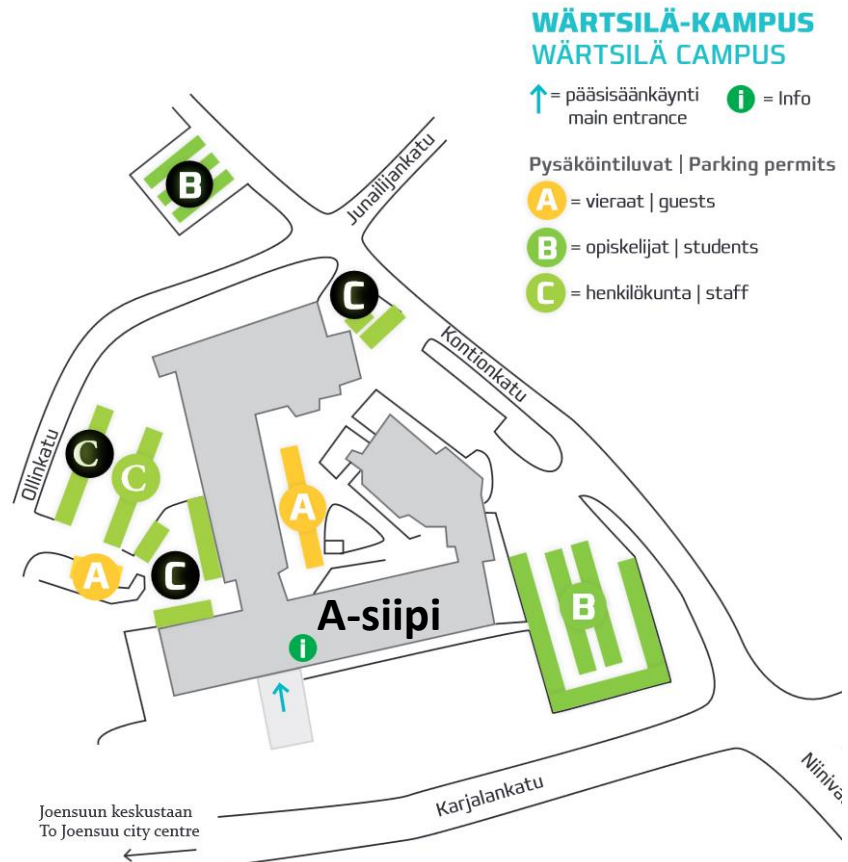 WÄRTSILÄ-KAMPUS
WÄRTSILÄ CAMPUS
= pääsisäänkäynti
main entrance
i = Info
Pysäköintiluvat | Parking permits
A = vieraat | guests
B = opiskelijat | students
C = henkilökunta | staff
Junailijankatu
B
C
Kontionkatu
Ollinkatu
C
C
A
A
C
B
A-siipi
i
Karjalankatu
Joensuun keskustaan
To Joensuu city centre